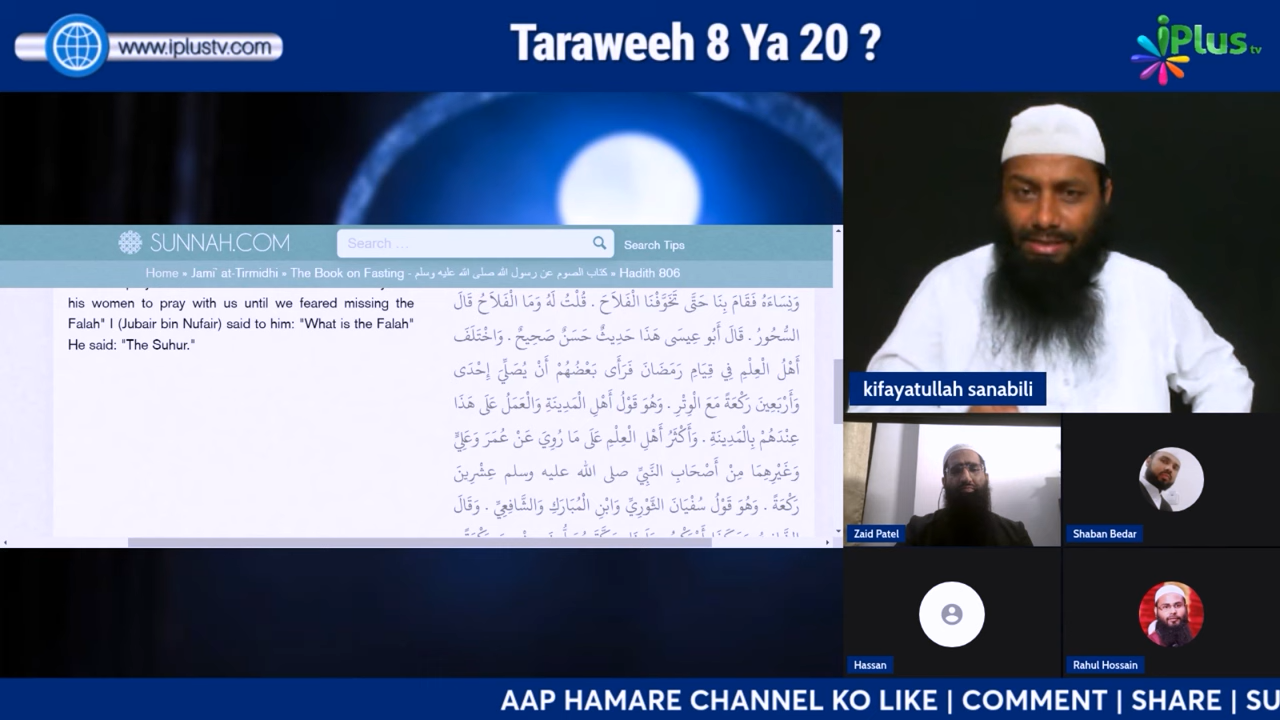 www.iplustv.com
Taraweeh 8 Ya 20 ?
iPlus tv
SUNNAH.COM
Search ...
Search Tips
Home » Jami` at-Tirmidhi » The Book on Fasting - كتاب الصوم عن رسول الله صلى الله عليه وسلم » Hadith 806
his women to pray with us until we feared missing the
Falah" I (Jubair bin Nufair) said to him: "What is the Falah"
He said: "The Suhur."
وَنِسَاءَهُ فَقَامَ بِنَا حَتَّى تَخَوَّفْنَا الْفَلاَحَ . قُلْتُ لَهُ وَمَا الْفَلاَحُ قَالَ
السُّحُورُ . قَالَ أَبُو عِيسَى هَذَا حَدِيثٌ حَسَنٌ صَحِيحٌ . وَاخْتَلَفَ
أَهْلُ الْعِلْمِ فِي قِيَامِ رَمَضَانَ فَرَأَى بَعْضُهُمْ أَنْ يُصَلِّيَ إِحْدَى
وَأَرْبَعِينَ رَكْعَةً مَعَ الْوِتْرِ . وَهُوَ قَوْلُ أَهْلِ الْمَدِينَةِ وَالْعَمَلُ عَلَى هَذَا
عِنْدَهُمْ بِالْمَدِينَةِ . وَأَكْثَرُ أَهْلِ الْعِلْمِ عَلَى مَا رُوِيَ عَنْ عُمَرَ وَعَلِيٍّ
وَغَيْرِهِمَا مِنْ أَصْحَابِ النَّبِيِّ صلى الله عليه وسلم عِشْرِينَ
رَكْعَةً . وَهُوَ قَوْلُ سُفْيَانَ الثَّوْرِيِّ وَابْنِ الْمُبَارَكِ وَالشَّافِعِيِّ . وَقَالَ
kifayatullah sanabili
Zaid Patel
Shaban Bedar
Hassan
Rahul Hossain
AAP HAMARE CHANNEL KO LIKE | COMMENT | SHARE | SU